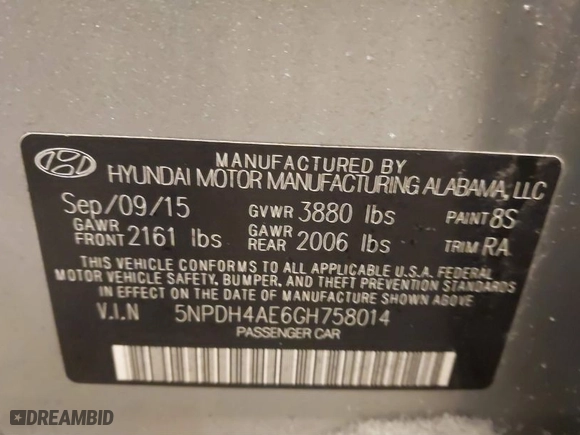 MANUFACTURED BY
HYUNDAI MOTOR MANUFACTURING ALABAMA, LLC
Sep/09/15 GVWR 3880 lbs PAINT 8S
GAWR FRONT 2161 lbs GAWR REAR 2006 lbs TRIM RA
THIS VEHICLE CONFORMS TO ALL APPLICABLE U.S.A. FEDERAL
MOTOR VEHICLE SAFETY, BUMPER, AND THEFT PREVENTION STANDARDS
IN EFFECT ON THE DATE OF MANUFACTURE SHOWN ABOVE.
V.I.N 5NPDH4AE6GH758014
PASSENGER CAR
DREAMBID